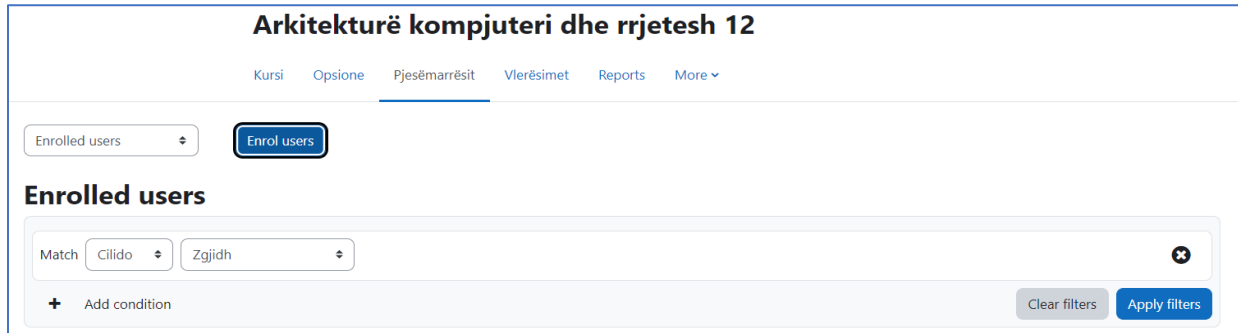 Arkitekturë kompjuteri dhe rrjetesh 12
Kursi Opsione Pjesëmarrësit Vlerësimet Reports More
Enrolled users Enrol users
Enrolled users
Match Cilido Zgjidh
Add condition Clear filters Apply filters